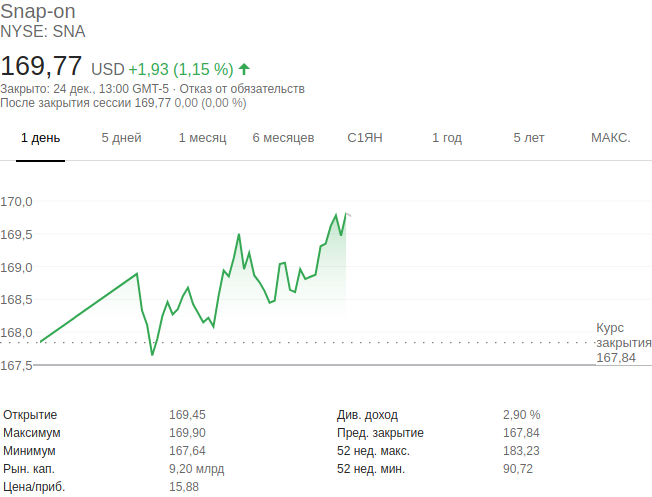 Snap-on
NYSE: SNA
169,77 USD +1,93 (1,15 %)
Закрыто: 24 дек., 13:00 GMT-5 · Отказ от обязательств
После закрытия сессии 169,77 0,00 (0,00 %)
1 день 5 дней 1 месяц 6 месяцев С1ЯН 1 год 5 лет МАКС.
170,0
169,5
169,0
168,5
168,0
167,5
Курс
закрытия
167,84
Открытие 169,45 Див. доход 2,90 %
Максимум 169,90 Пред. закрытие 167,84
Минимум 167,64 52 нед. макс. 183,23
Рын. кап. 9,20 млрд 52 нед. мин. 90,72
Цена/приб. 15,88